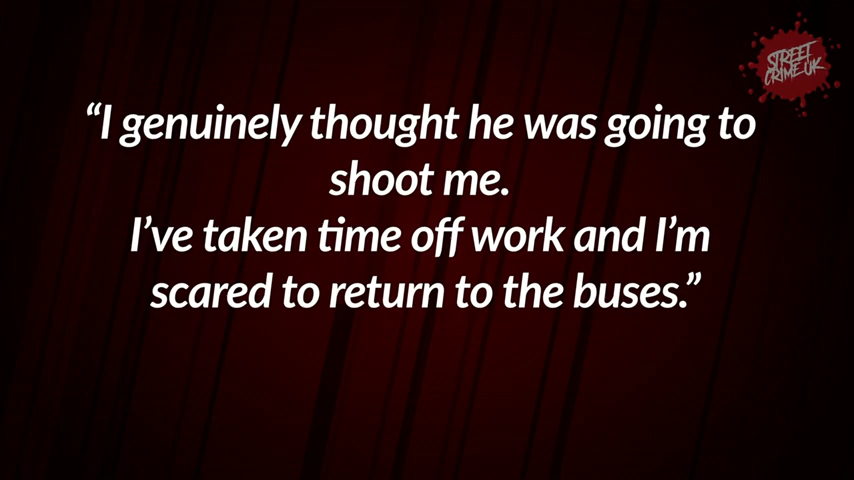 “I genuinely thought he was going to
shoot me.
I’ve taken time off work and I’m
scared to return to the buses.”
STREET
CRIME UK